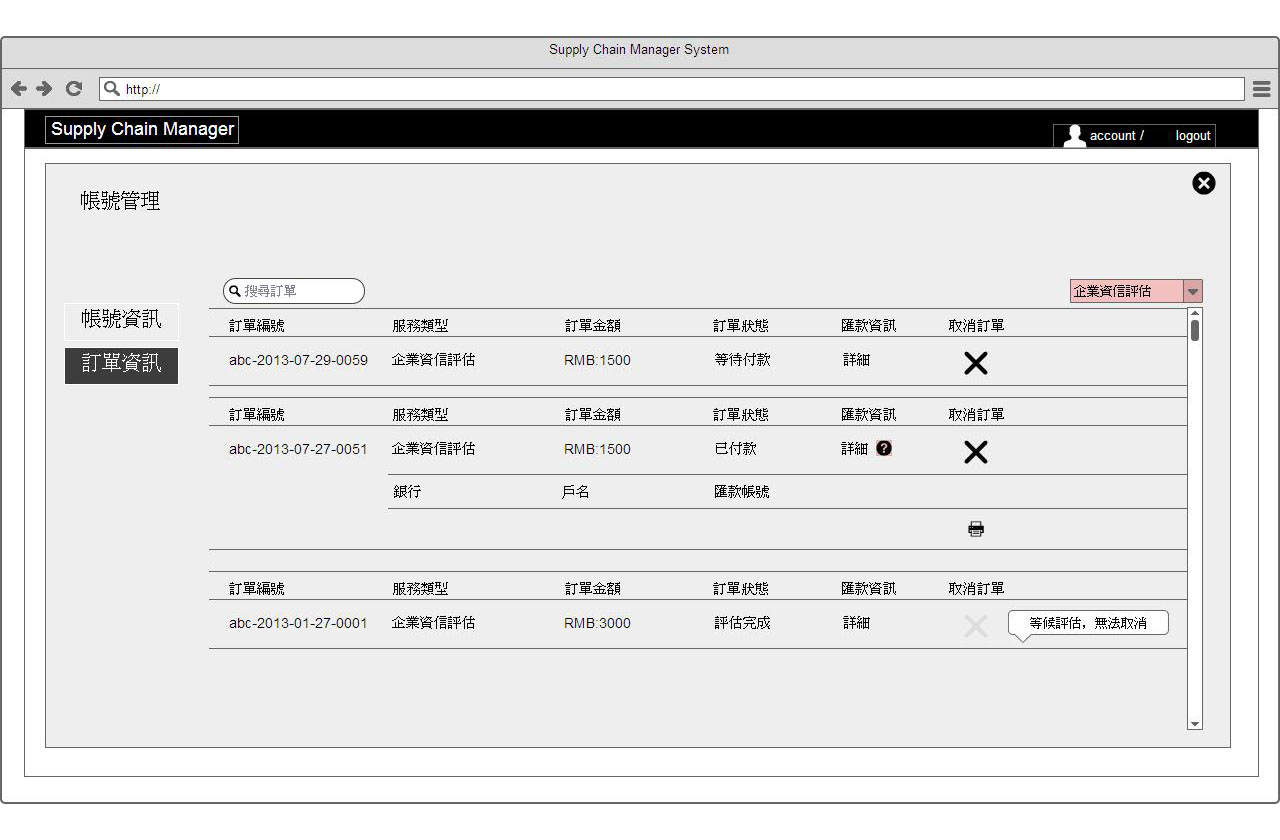 Supply Chain Manager System
http://
Supply Chain Manager
account / logout
帳號管理
搜尋訂單
企業資信評估
帳號資訊
訂單資訊
訂單編號 服務類型 訂單金額 訂單狀態 匯款資訊 取消訂單
abc-2013-07-29-0059 企業資信評估 RMB:1500 等待付款 詳細
訂單編號 服務類型 訂單金額 訂單狀態 匯款資訊 取消訂單
abc-2013-07-27-0051 企業資信評估 RMB:1500 已付款 詳細 ?
銀行 戶名 匯款帳號
訂單編號 服務類型 訂單金額 訂單狀態 匯款資訊 取消訂單
abc-2013-01-27-0001 企業資信評估 RMB:3000 評估完成 詳細 等候評估，無法取消